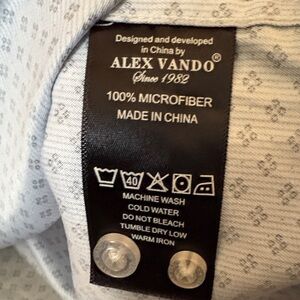 Designed and developed
in China by
ALEX VANDO®
Since 1982
100% MICROFIBER
MADE IN CHINA
40
MACHINE WASH
COLD WATER
DO NOT BLEACH
TUMBLE DRY LOW
WARM IRON